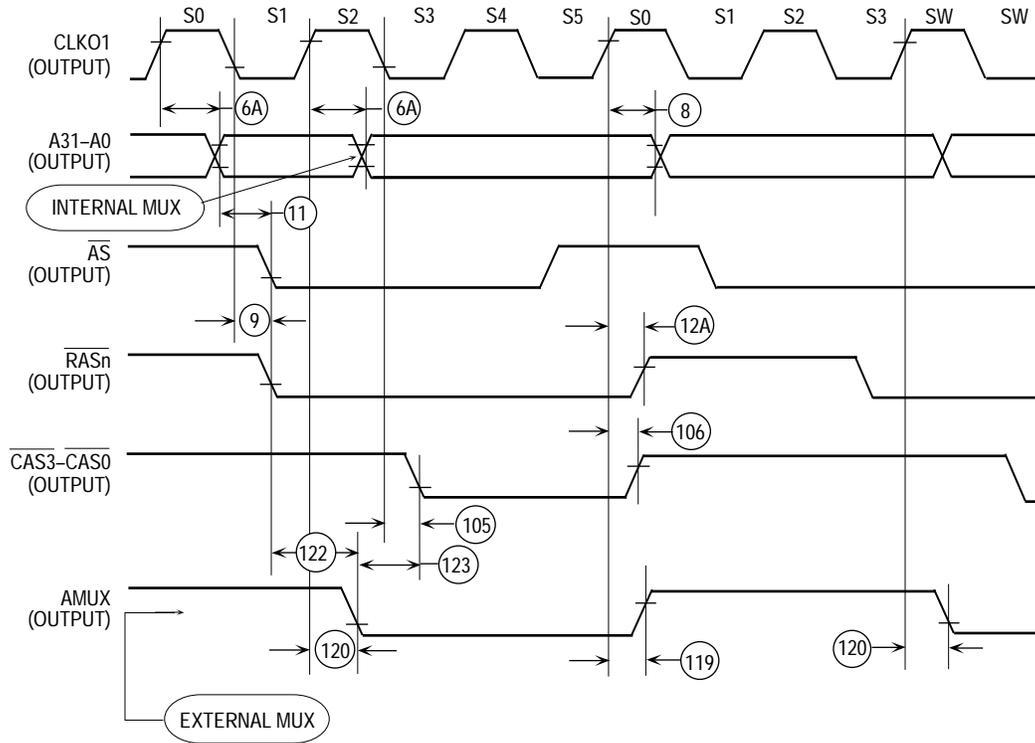 S0 S1 S2 S3 S4 S5 S0 S1 S2 S3 SW SW
CLKO1
(OUTPUT)
6A 6A 8
A31–A0
(OUTPUT)
INTERNAL MUX
11
AS
(OUTPUT)
9 12A
RASn
(OUTPUT)
106
CAS3–CAS0
(OUTPUT)
105
122 123
AMUX
(OUTPUT)
120 119 120
EXTERNAL MUX